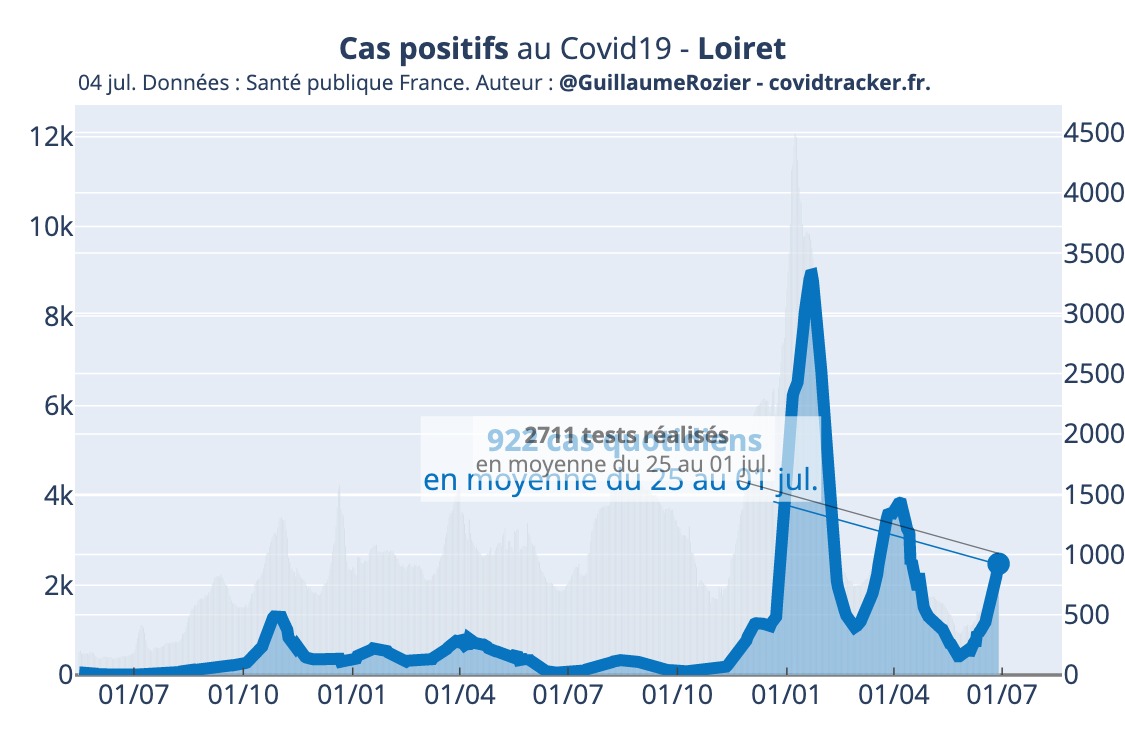 Cas positifs au Covid19 - Loiret
04 jul. Données : Santé publique France. Auteur : @GuillaumeRozier - covidtracker.fr.
12k
10k
8k
6k
4k
2k
0
4500
4000
3500
3000
2500
2000
1500
1000
500
0
922 cas quotidiens
en moyenne du 25 au 01 jul.
2711 tests réalisés
en moyenne du 25 au 01 jul.
01/07 01/10 01/01 01/04 01/07 01/10 01/01 01/04 01/07